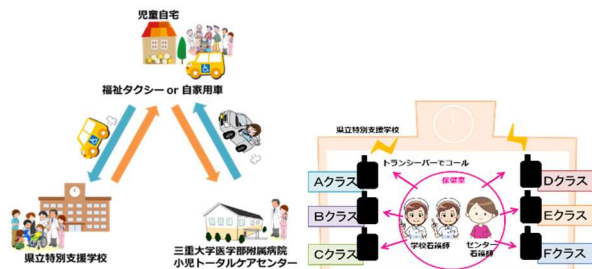 児童自宅
福祉タクシー or 自家用車
県立特別支援学校
三重大学医学部附属病院
小児トータルケアセンター
県立特別支援学校
トランシーバーでコール
保健室
Aクラス
Bクラス
Cクラス
学校看護師
センター
看護師
Dクラス
Eクラス
Fクラス